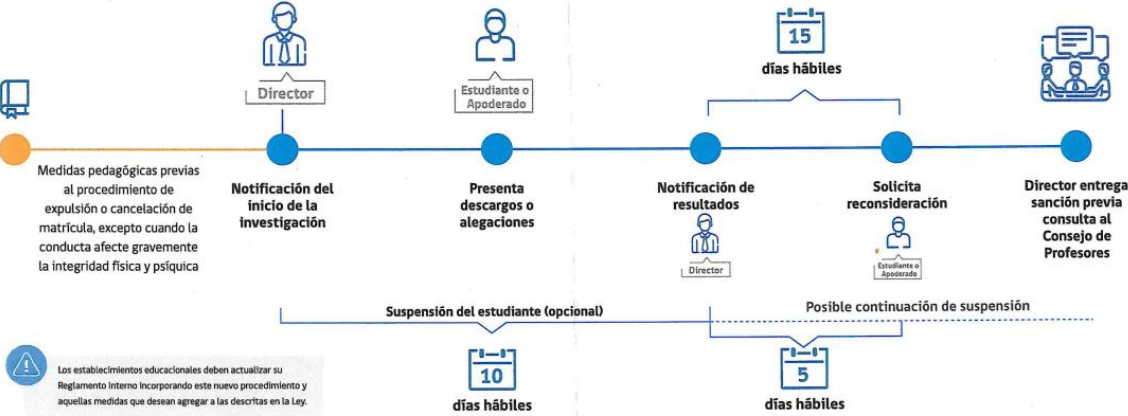 15
días hábiles
Director
Estudiante o
Apoderado
Medidas pedagógicas previas
al procedimiento de
expulsión o cancelación de
matrícula, excepto cuando la
conducta afecte gravemente
la integridad física y psíquica
Notificación del
inicio de la
investigación
Presenta
descargos o
alegaciones
Notificación de
resultados
Director
Solicita
reconsideración
Estudiante o
Apoderado
Director entrega
sanción previa
consulta al
Consejo de
Profesores
Suspensión del estudiante (opcional)
Posible continuación de suspensión
10
días hábiles
5
días hábiles
Los establecimientos educacionales deben actualizar su
Reglamento Interno incorporando este nuevo procedimiento y
aquellas medidas que desean agregar a las descritas en la Ley.